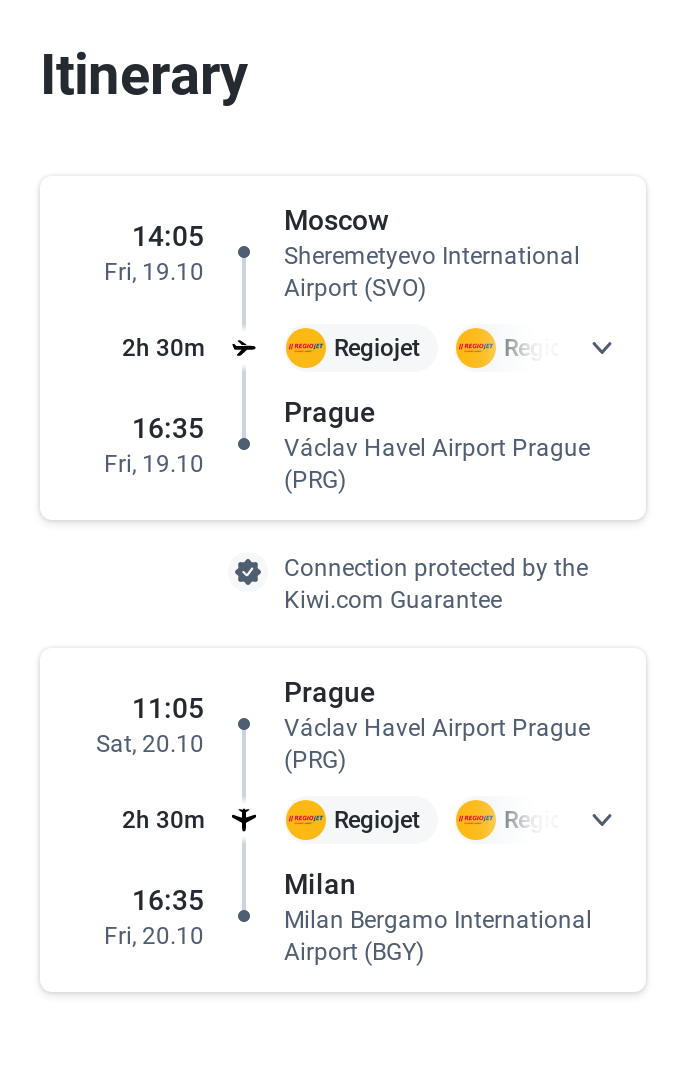 Itinerary
14:05
Fri, 19.10
Moscow
Sheremetyevo International
Airport (SVO)
2h 30m
REGIOJET Regiojet
REGIOJET
16:35
Fri, 19.10
Prague
Václav Havel Airport Prague
(PRG)
Connection protected by the
Kiwi.com Guarantee
11:05
Sat, 20.10
Prague
Václav Havel Airport Prague
(PRG)
2h 30m
REGIOJET Regiojet
REGIOJET
16:35
Fri, 20.10
Milan
Milan Bergamo International
Airport (BGY)